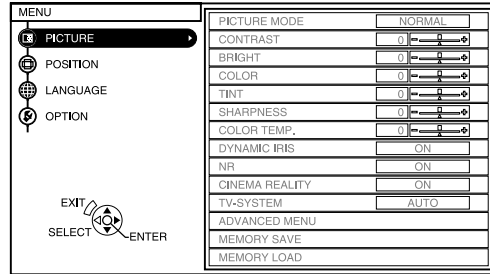 MENU
PICTURE
POSITION
LANGUAGE
OPTION
EXIT
SELECT
ENTER
PICTURE MODE NORMAL
CONTRAST 0
BRIGHT 0
COLOR 0
TINT 0
SHARPNESS 0
COLOR TEMP. 0
DYNAMIC IRIS ON
NR ON
CINEMA REALITY ON
TV-SYSTEM AUTO
ADVANCED MENU
MEMORY SAVE
MEMORY LOAD